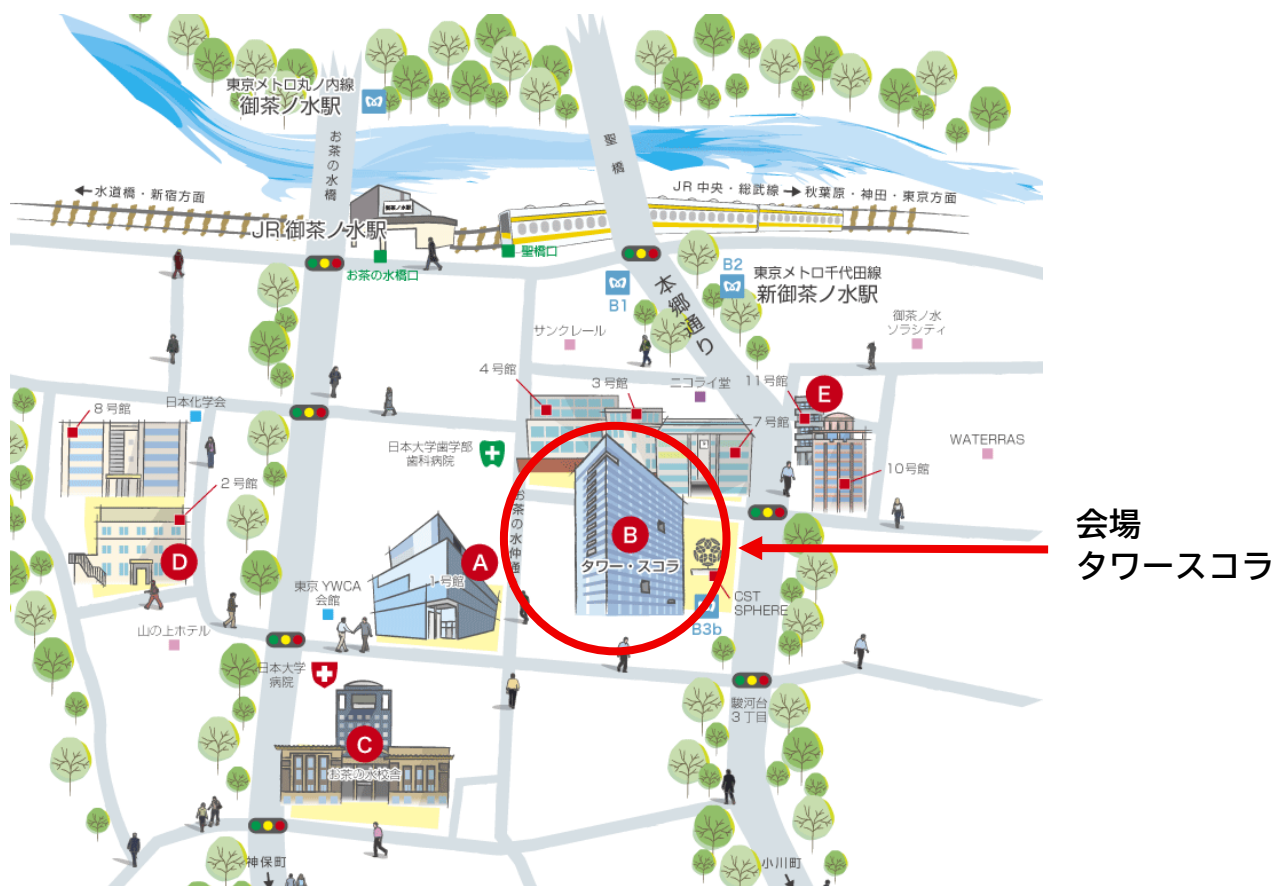 東京メトロ丸ノ内線
御茶ノ水駅
お茶の水橋
聖橋
←水道橋・新宿方面
JR中央・総武線→秋葉原・神田・東京方面
御茶ノ水駅
JR御茶ノ水駅
お茶の水橋口
聖橋口
B1
B2
東京メトロ千代田線
新御茶ノ水駅
本郷通り
サンクレール
御茶ノ水
ソラシティ
4号館
3号館
ニコライ堂
11号館
E
8号館
日本化学会
日本大学歯学部
歯科病院
7号館
WATERRAS
10号館
2号館
お茶の水仲通
D
A
1号館
B
タワー・スコラ
会場
タワースコラ
東京YWCA
会館
CST
SPHERE
B3b
山の上ホテル
日本大学
病院
駿河台
3丁目
C
お茶の水校舎
神保町
小川町